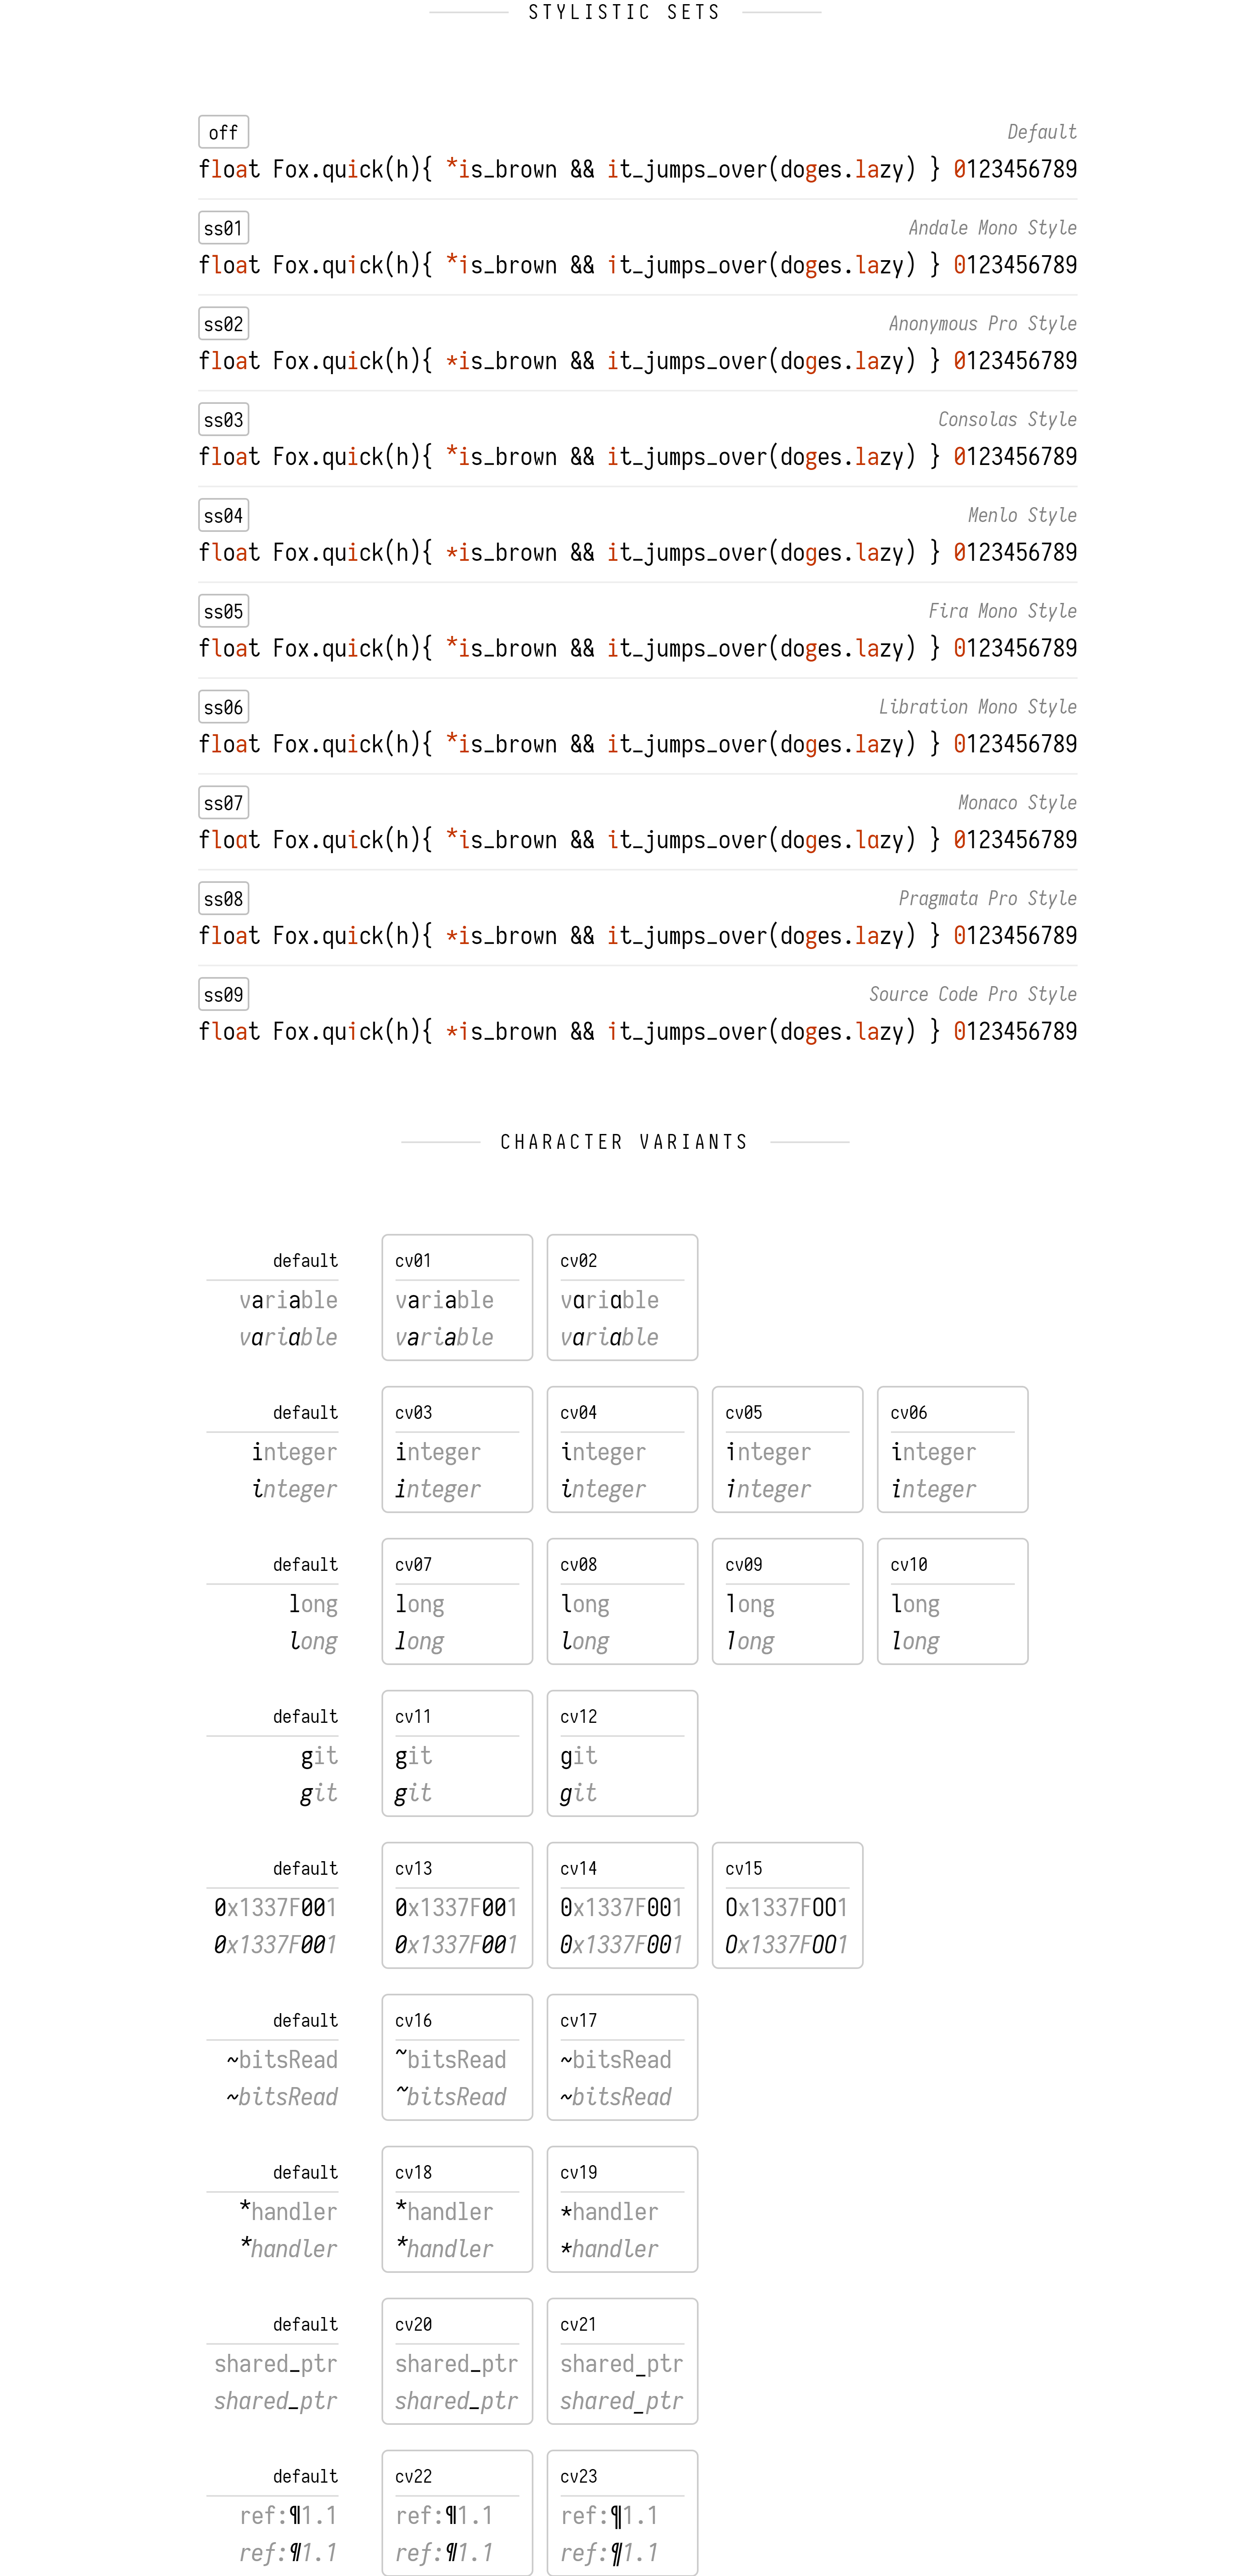 STYLISTIC SETS
off Default
float Fox.quick(h){ *is_brown && it_jumps_over(doges.lazy) } 0123456789
ss01 Andale Mono Style
float Fox.quick(h){ *is_brown && it_jumps_over(doges.lazy) } 0123456789
ss02 Anonymous Pro Style
float Fox.quick(h){ *is_brown && it_jumps_over(doges.lazy) } 0123456789
ss03 Consolas Style
float Fox.quick(h){ *is_brown && it_jumps_over(doges.lazy) } 0123456789
ss04 Menlo Style
float Fox.quick(h){ *is_brown && it_jumps_over(doges.lazy) } 0123456789
ss05 Fira Mono Style
float Fox.quick(h){ *is_brown && it_jumps_over(doges.lazy) } 0123456789
ss06 Libration Mono Style
float Fox.quick(h){ *is_brown && it_jumps_over(doges.lazy) } 0123456789
ss07 Monaco Style
float Fox.quick(h){ *is_brown && it_jumps_over(doges.lazy) } 0123456789
ss08 Pragmata Pro Style
float Fox.quick(h){ *is_brown && it_jumps_over(doges.lazy) } 0123456789
ss09 Source Code Pro Style
float Fox.quick(h){ *is_brown && it_jumps_over(doges.lazy) } 0123456789
CHARACTER VARIANTS
default cv01 cv02
variable variable variable
variable variable variable
default cv03 cv04 cv05 cv06
integer integer integer integer integer
integer integer integer integer integer
default cv07 cv08 cv09 cv10
long long long long long
long long long long long
default cv11 cv12
git git git
git git git
default cv13 cv14 cv15
0x1337F001 0x1337F001 0x1337F001 0x1337F001
0x1337F001 0x1337F001 0x1337F001 0x1337F001
default cv16 cv17
~bitsRead ~bitsRead ~bitsRead
~bitsRead ~bitsRead ~bitsRead
default cv18 cv19
*handler *handler *handler
*handler *handler *handler
default cv20 cv21
shared_ptr shared_ptr shared_ptr
shared_ptr shared_ptr shared_ptr
default cv22 cv23
ref:¶1.1 ref:¶1.1 ref:¶1.1
ref:¶1.1 ref:¶1.1 ref:¶1.1